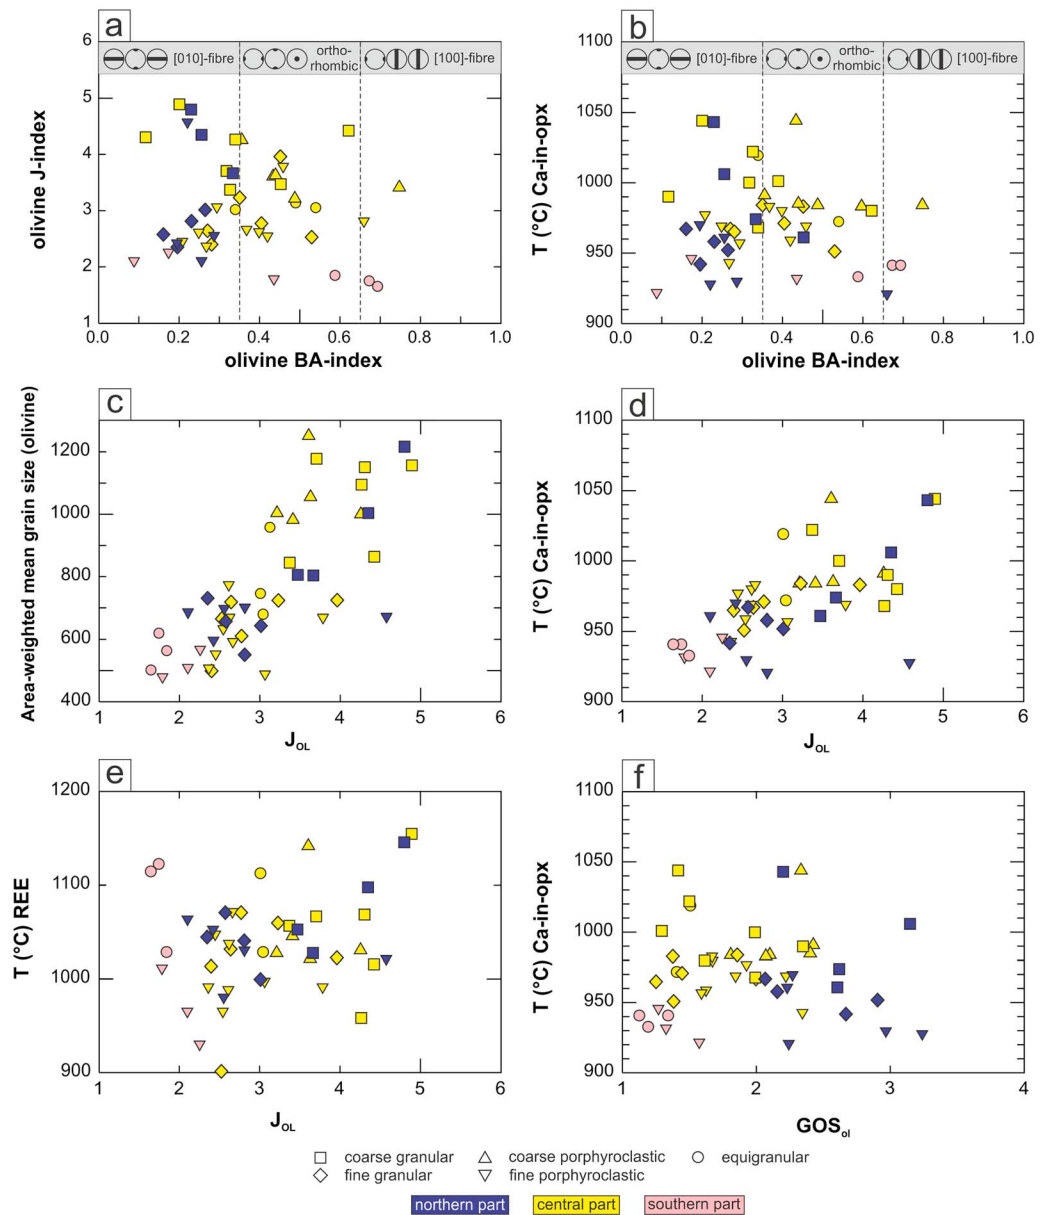 a
b
6
5
4
3
2
1
olivine J-index
[010]-fibre
ortho-
rhombic
[100]-fibre
0.0 0.2 0.4 0.6 0.8 1.0
olivine BA-index
1100
1050
1000
950
900
T (°C) Ca-in-opx
[010]-fibre
ortho-
rhombic
[100]-fibre
0.0 0.2 0.4 0.6 0.8 1.0
olivine BA-index
c
Area-weighted mean grain size (olivine)
1200
1000
800
600
400
1 2 3 4 5 6
JOL
d
T (°C) Ca-in-opx
1100
1050
1000
950
900
1 2 3 4 5 6
JOL
e
T (°C) REE
1200
1100
1000
900
1 2 3 4 5 6
JOL
f
T (°C) Ca-in-opx
1100
1050
1000
950
900
1 2 3 4
GOSol
coarse granular coarse porphyroclastic equigranular
fine granular fine porphyroclastic
northern part central part southern part